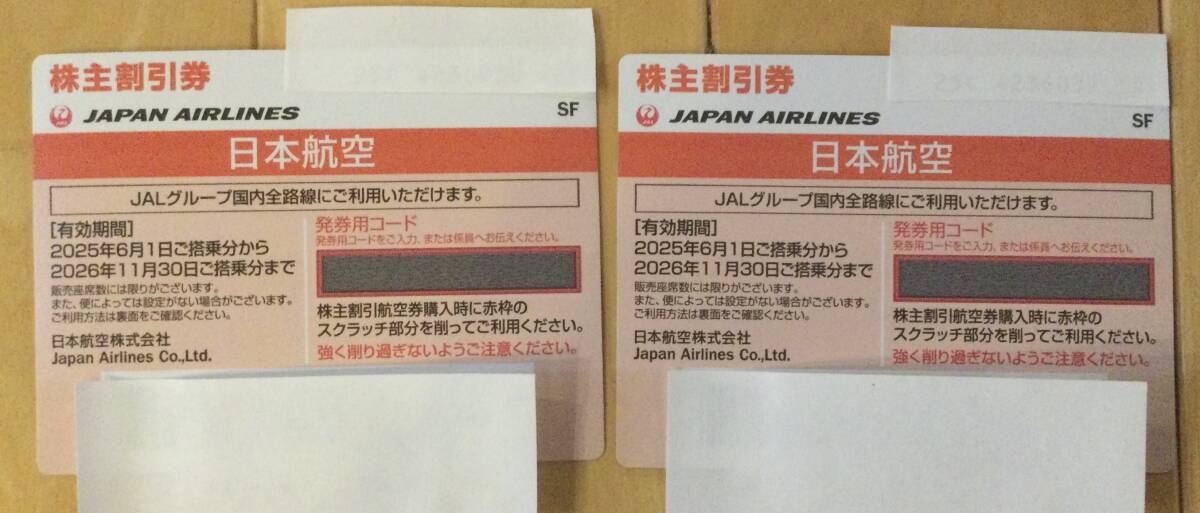 株主割引券
JAL
JAPAN AIRLINES
SF
日本航空
JALグループ国内全路線にご利用いただけます。
[有効期間]
2025年6月1日ご搭乗分から
2026年11月30日ご搭乗分まで
販売座席数には限りがございます。
また、便によっては設定がない場合がございます。
ご利用方法は裏面をご確認ください。
日本航空株式会社
Japan Airlines Co.,Ltd.
発券用コード
発券用コードをご入力、または係員へお伝えください。
株主割引航空券購入時に赤枠の
スクラッチ部分を削ってご利用ください。
強く削り過ぎないようご注意ください。
株主割引券
JAL
JAPAN AIRLINES
SF
日本航空
JALグループ国内全路線にご利用いただけます。
[有効期間]
2025年6月1日ご搭乗分から
2026年11月30日ご搭乗分まで
販売座席数には限りがございます。
また、便によっては設定がない場合がございます。
ご利用方法は裏面をご確認ください。
日本航空株式会社
Japan Airlines Co.,Ltd.
発券用コード
発券用コードをご入力、または係員へお伝えください。
株主割引航空券購入時に赤枠の
スクラッチ部分を削ってご利用ください。
強く削り過ぎないようご注意ください。